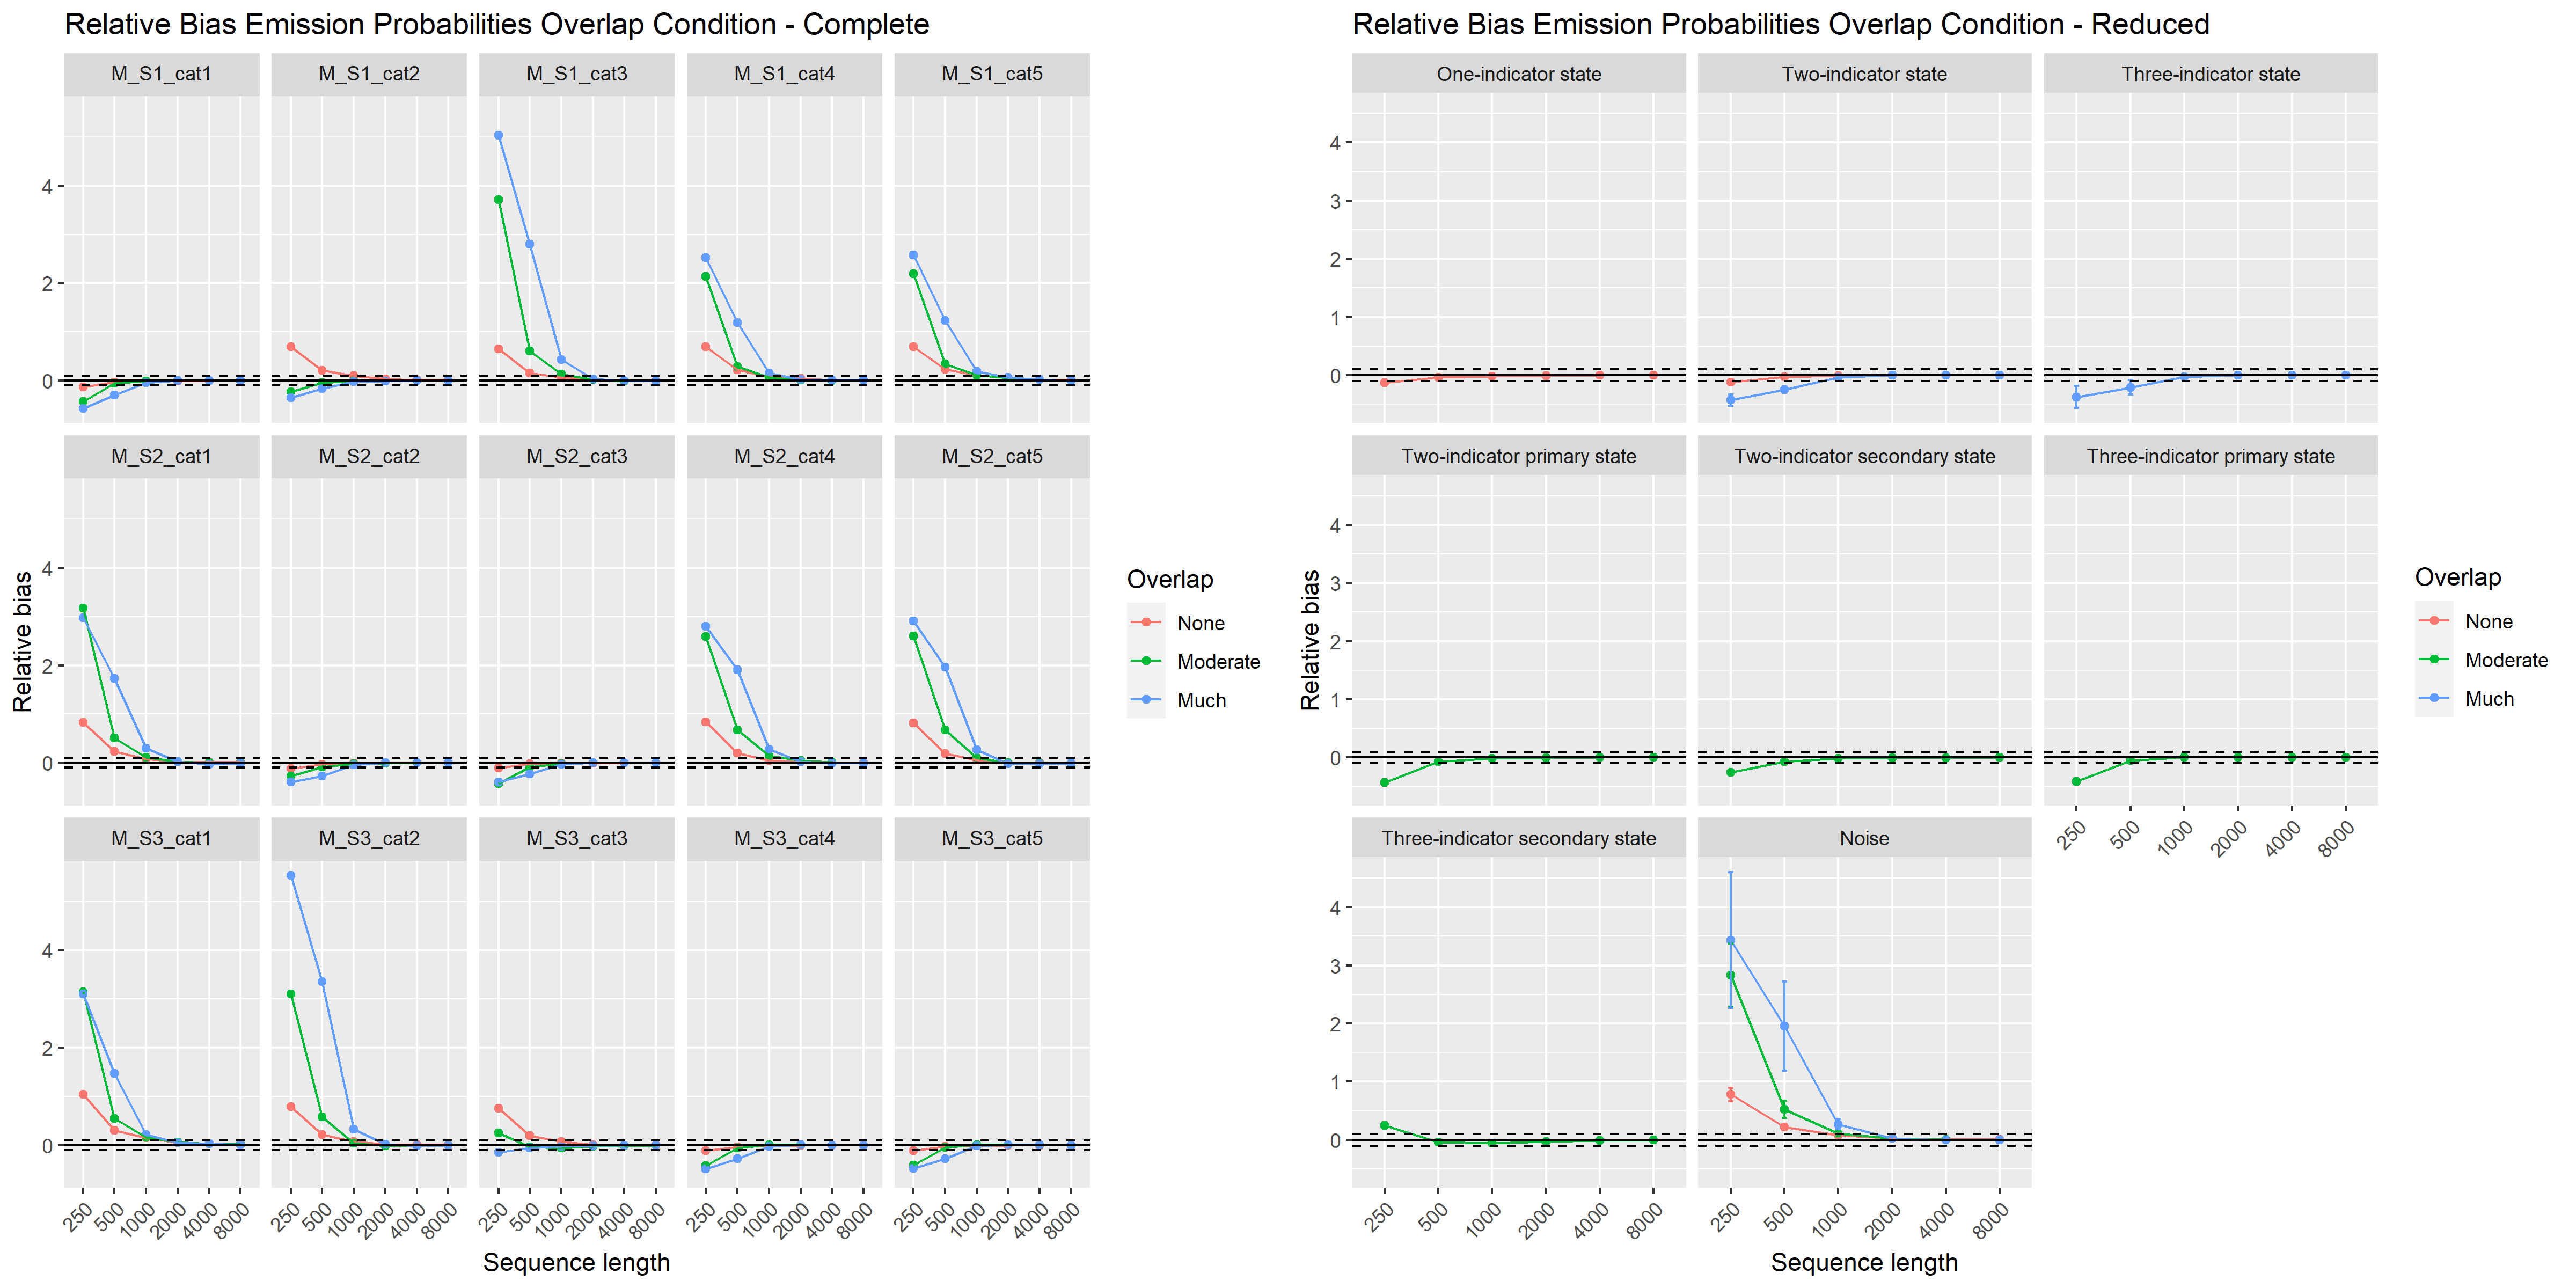 Relative Bias Emission Probabilities Overlap Condition - Complete
M_S1_cat1 M_S1_cat2 M_S1_cat3 M_S1_cat4 M_S1_cat5
4
2
0
M_S2_cat1 M_S2_cat2 M_S2_cat3 M_S2_cat4 M_S2_cat5
4
2
0
M_S3_cat1 M_S3_cat2 M_S3_cat3 M_S3_cat4 M_S3_cat5
4
2
0
250 500 1000 2000 4000 8000 250 500 1000 2000 4000 8000 250 500 1000 2000 4000 8000 250 500 1000 2000 4000 8000 250 500 1000 2000 4000 8000
Relative bias
Sequence length
Overlap
None
Moderate
Much
Relative Bias Emission Probabilities Overlap Condition - Reduced
One-indicator state Two-indicator state Three-indicator state
4
3
2
1
0
Two-indicator primary state Two-indicator secondary state Three-indicator primary state
4
3
2
1
0
250 500 1000 2000 4000 8000
Three-indicator secondary state Noise
4
3
2
1
0
250 500 1000 2000 4000 8000 250 500 1000 2000 4000 8000
Relative bias
Sequence length
Overlap
None
Moderate
Much